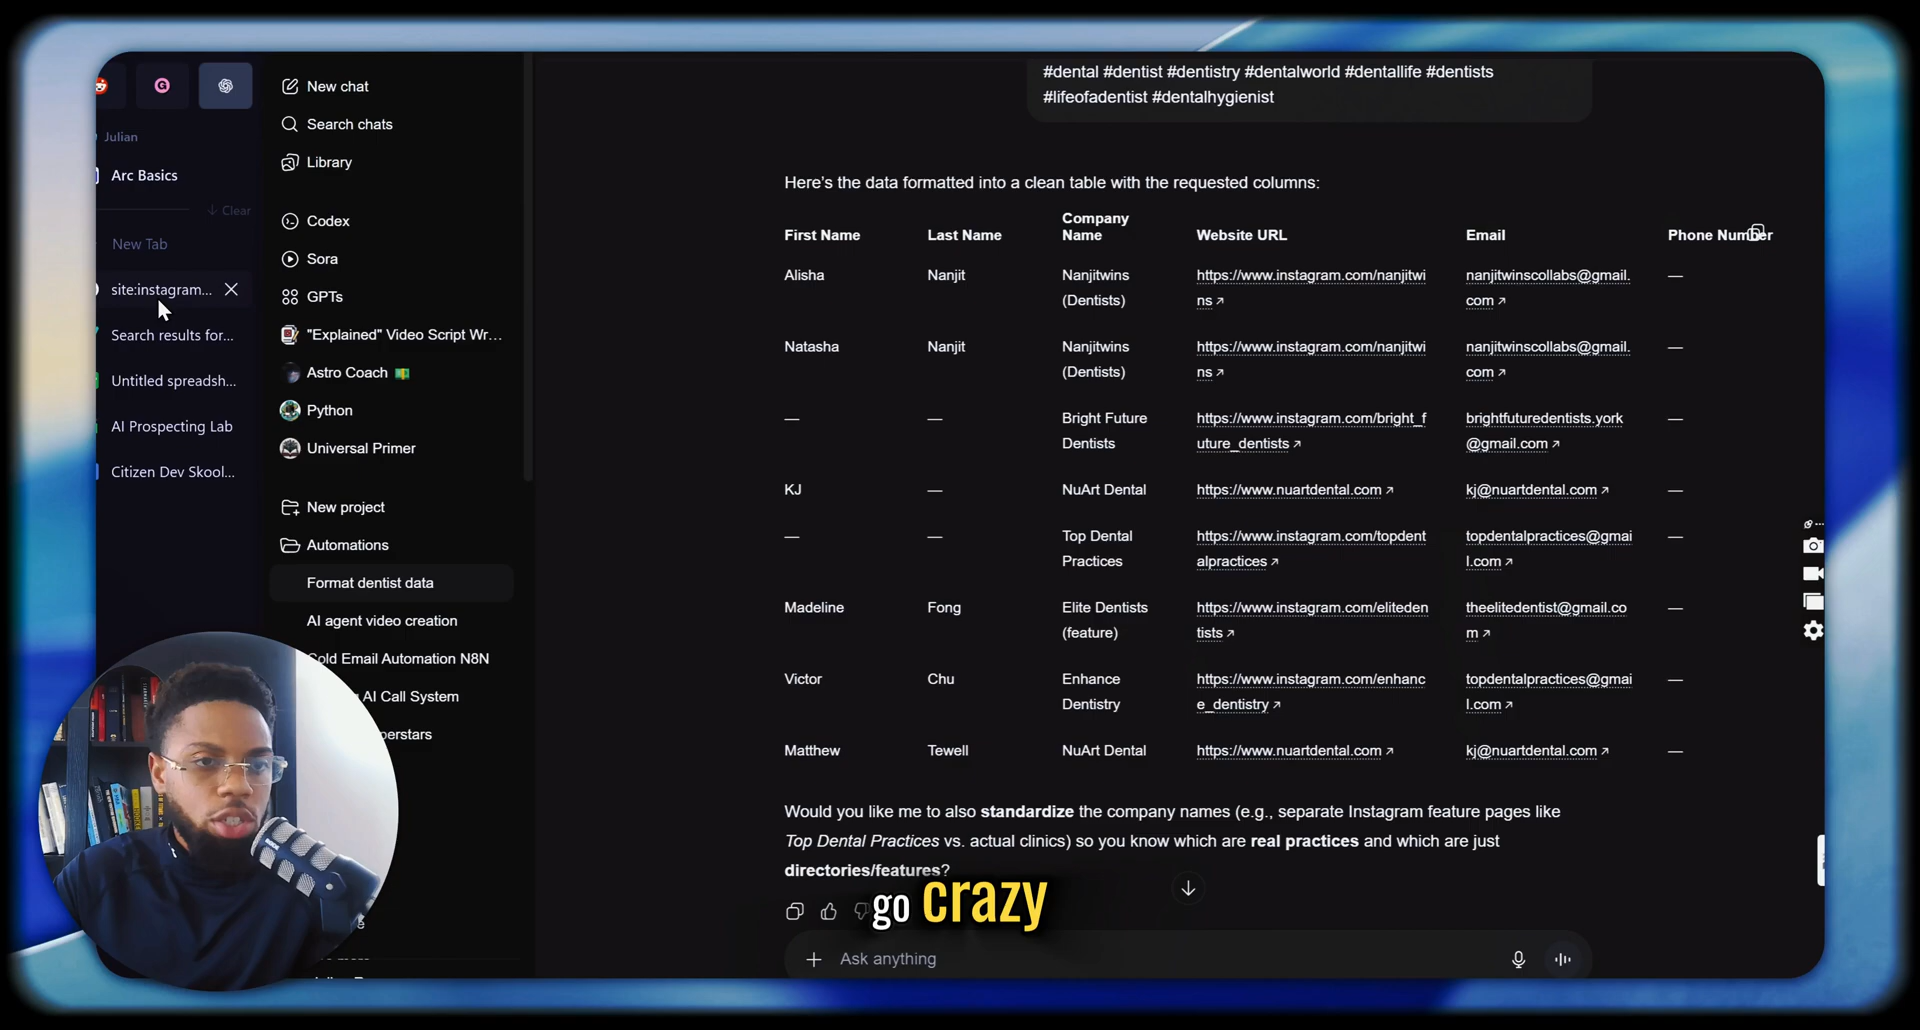 Julian
Arc Basics
Clear
New Tab
site:instagram...
Search results for...
Untitled spreadsh...
AI Prospecting Lab
Citizen Dev Skool...
New chat
Search chats
Library
Codex
Sora
GPTs
"Explained" Video Script Wr...
Astro Coach
Python
Universal Primer
New project
Automations
Format dentist data
AI agent video creation
Cold Email Automation N8N
AI Call System
#dental #dentist #dentistry #dentalworld #dentallife #dentists
#lifeofadentist #dentalhygienist
Here's the data formatted into a clean table with the requested columns:
First Name Last Name Company Name Website URL Email Phone Number
Alisha Nanjit Nanjitwins (Dentists) https://www.instagram.com/nanjitwins nanjitwinscollabs@gmail.com —
Natasha Nanjit Nanjitwins (Dentists) https://www.instagram.com/nanjitwins nanjitwinscollabs@gmail.com —
— — Bright Future Dentists https://www.instagram.com/bright_future_dentists brightfuturedentists.york@gmail.com —
KJ — NuArt Dental https://www.nuartdental.com kj@nuartdental.com —
— — Top Dental Practices https://www.instagram.com/topdentalpractices topdentalpractices@gmail.com —
Madeline Fong Elite Dentists (feature) https://www.instagram.com/elitedentists theelitedentist@gmail.com —
Victor Chu Enhance Dentistry https://www.instagram.com/enhance_dentistry topdentalpractices@gmail.com —
Matthew Tewell NuArt Dental https://www.nuartdental.com kj@nuartdental.com —
Would you like me to also standardize the company names (e.g., separate Instagram feature pages like
Top Dental Practices vs. actual clinics) so you know which are real practices and which are just
directories/features?
go crazy
Ask anything